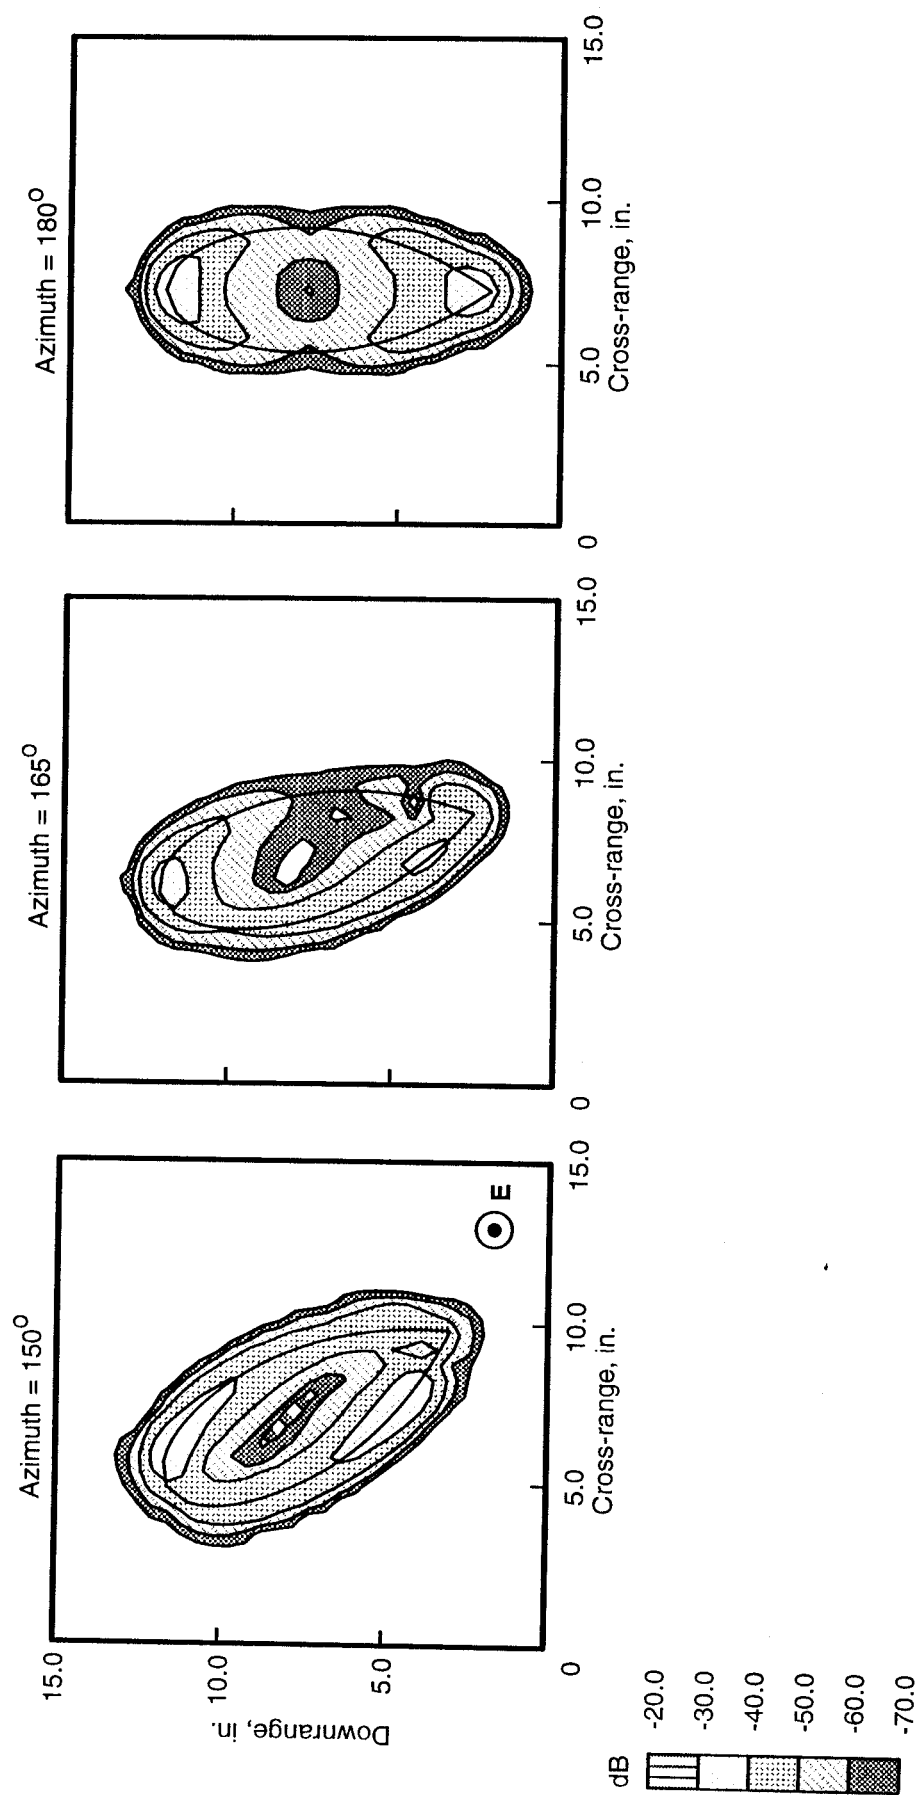 Azimuth = 150°
Azimuth = 165°
Azimuth = 180°
15.0
10.0
5.0
Downrange, in.
E
0
5.0
10.0
15.0
Cross-range, in.
0
5.0
10.0
15.0
Cross-range, in.
0
5.0
10.0
15.0
Cross-range, in.
dB
-20.0
-30.0
-40.0
-50.0
-60.0
-70.0